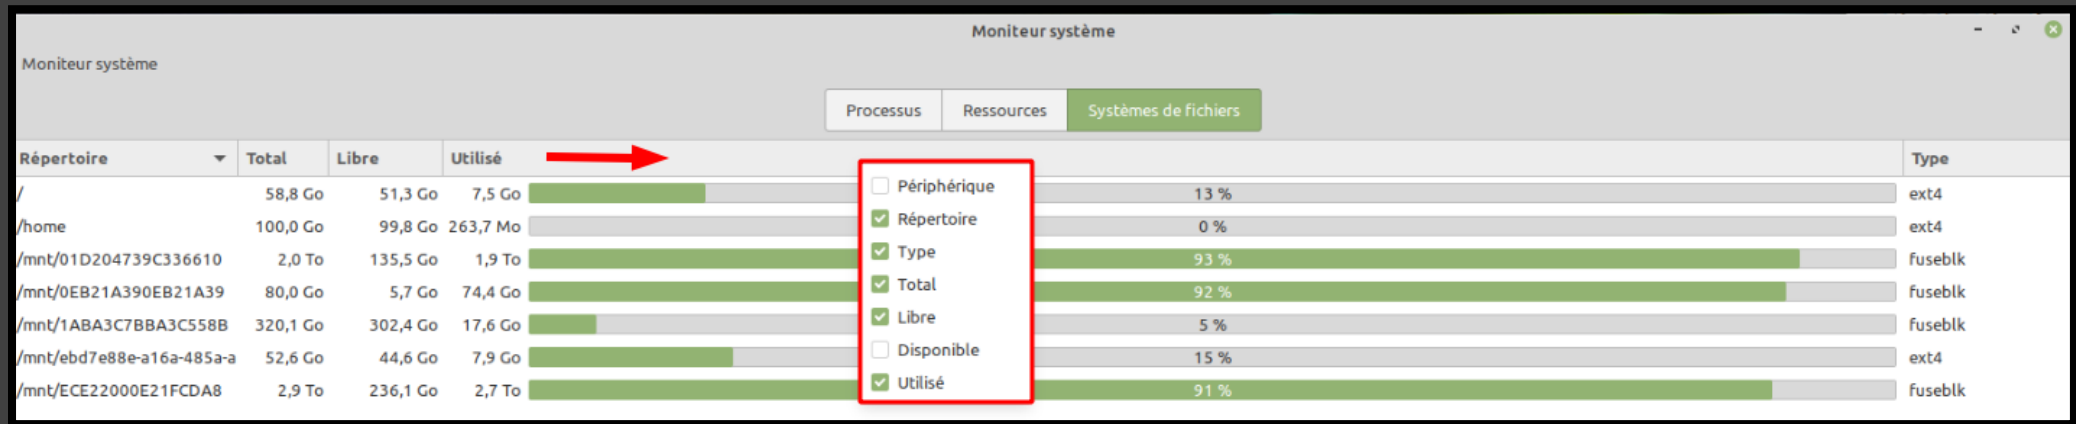 Moniteur système
Moniteur système
Processus Ressources Systèmes de fichiers
Répertoire Total Libre Utilisé Type
/ 58,8 Go 51,3 Go 7,5 Go 13 % ext4
/home 100,0 Go 99,8 Go 263,7 Mo 0 % ext4
/mnt/01D204739C336610 2,0 To 135,5 Go 1,9 To 93 % fuseblk
/mnt/0EB21A390EB21A39 80,0 Go 5,7 Go 74,4 Go 92 % fuseblk
/mnt/1ABA3C7BBA3C558B 320,1 Go 302,4 Go 17,6 Go 5 % fuseblk
/mnt/ebd7e88e-a16a-485a-a 52,6 Go 44,6 Go 7,9 Go 15 % ext4
/mnt/ECE22000E21FCDA8 2,9 To 236,1 Go 2,7 To 91 % fuseblk
Périphérique
Répertoire
Type
Total
Libre
Disponible
Utilisé